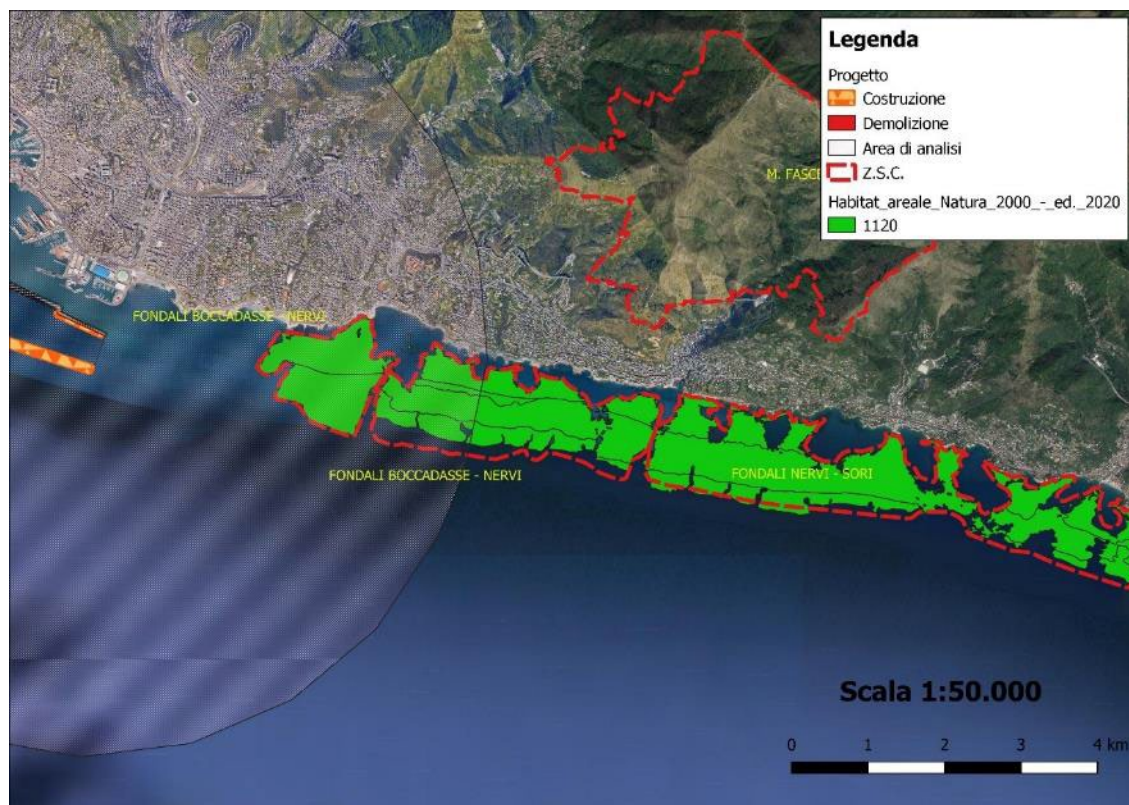 Legenda
Progetto
Costruzione
Demolizione
Area di analisi
Z.S.C.
Habitat_areale_Natura_2000_-_ed._2020
1120
M. FASCE
FONDALI BOCCADASSE - NERVI
FONDALI BOCCADASSE - NERVI
FONDALI NERVI - SORI
Scala 1:50.000
0 1 2 3 4 km